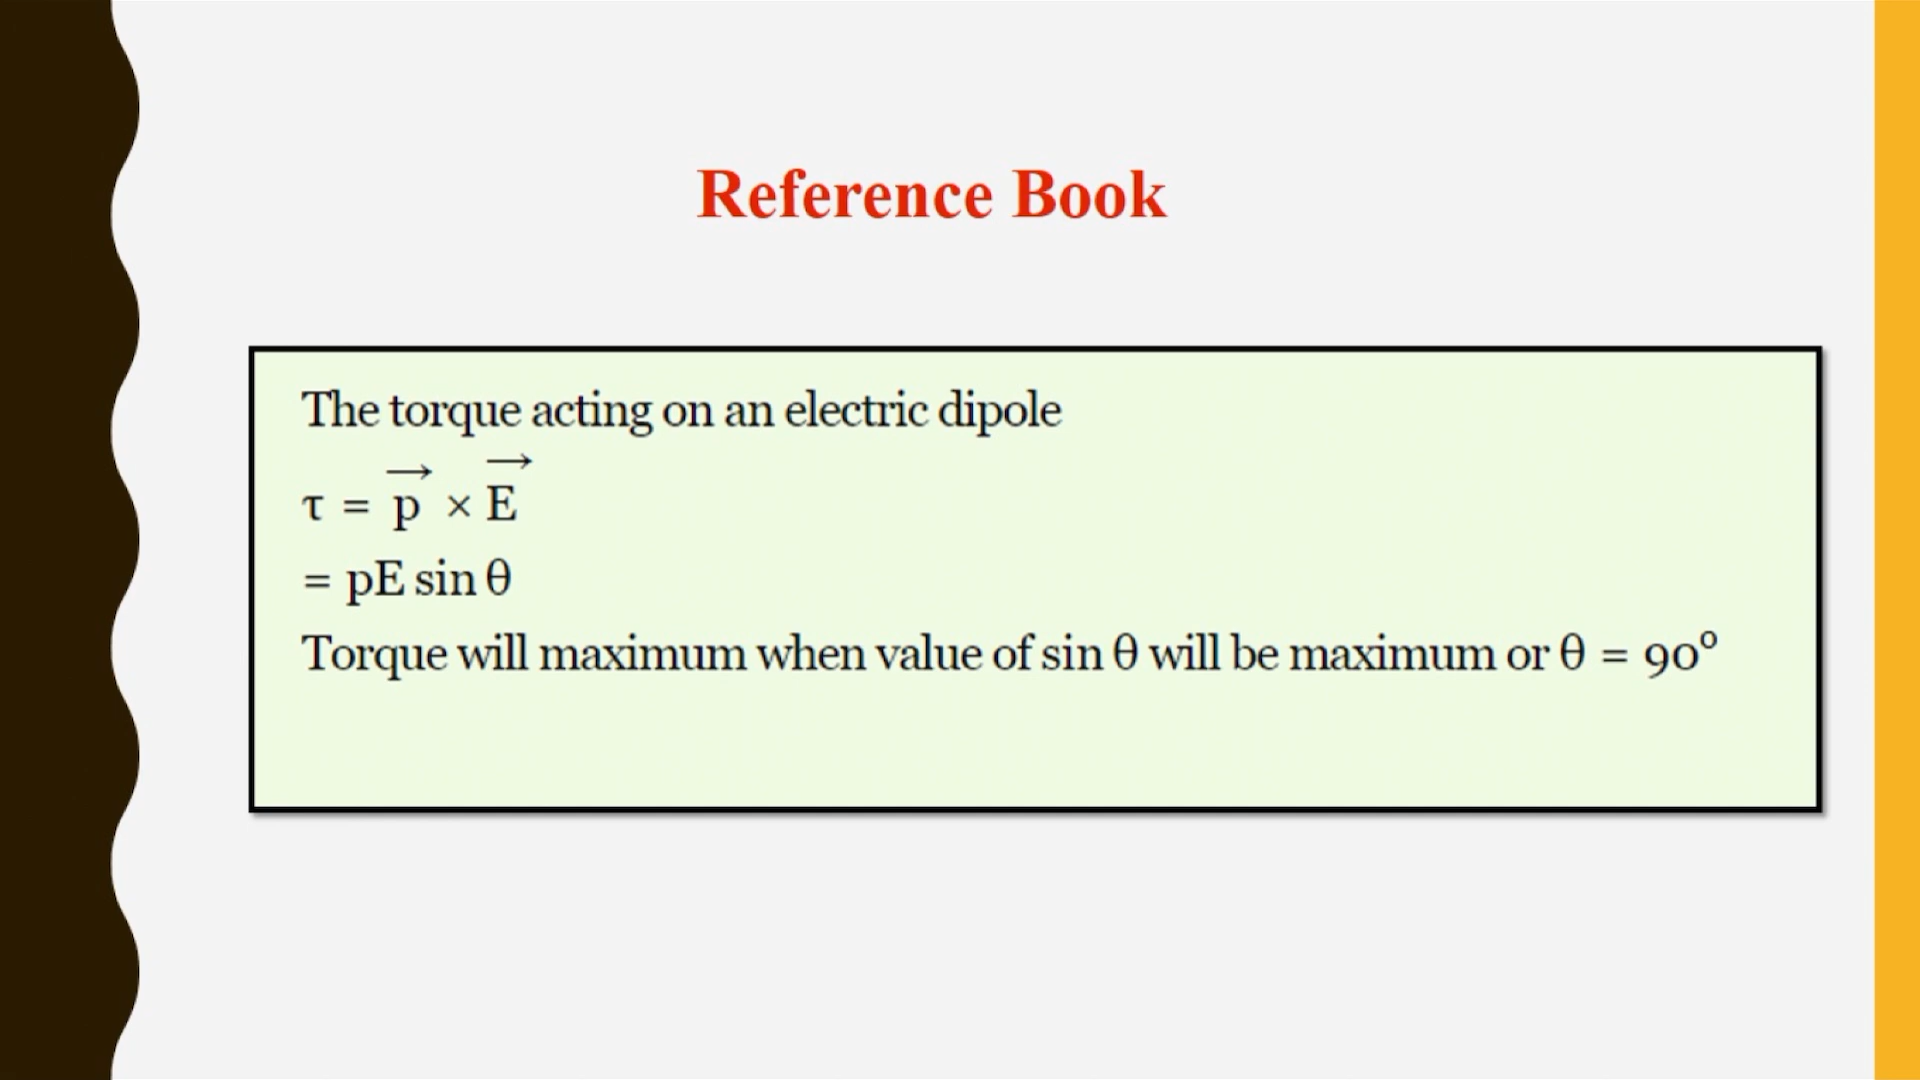 Reference Book
The torque acting on an electric dipole
τ = p⃗ × E⃗
= pE sin θ
Torque will maximum when value of sin θ will be maximum or θ = 90°